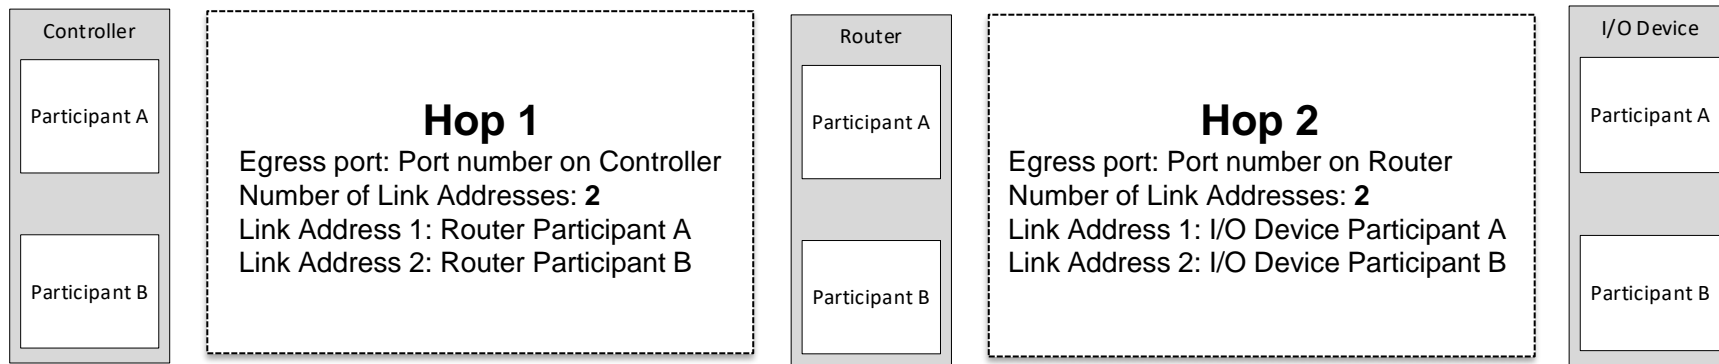 Controller
Participant A
Participant B
Hop 1
Egress port: Port number on Controller
Number of Link Addresses: 2
Link Address 1: Router Participant A
Link Address 2: Router Participant B
Router
Participant A
Participant B
Hop 2
Egress port: Port number on Router
Number of Link Addresses: 2
Link Address 1: I/O Device Participant A
Link Address 2: I/O Device Participant B
I/O Device
Participant A
Participant B